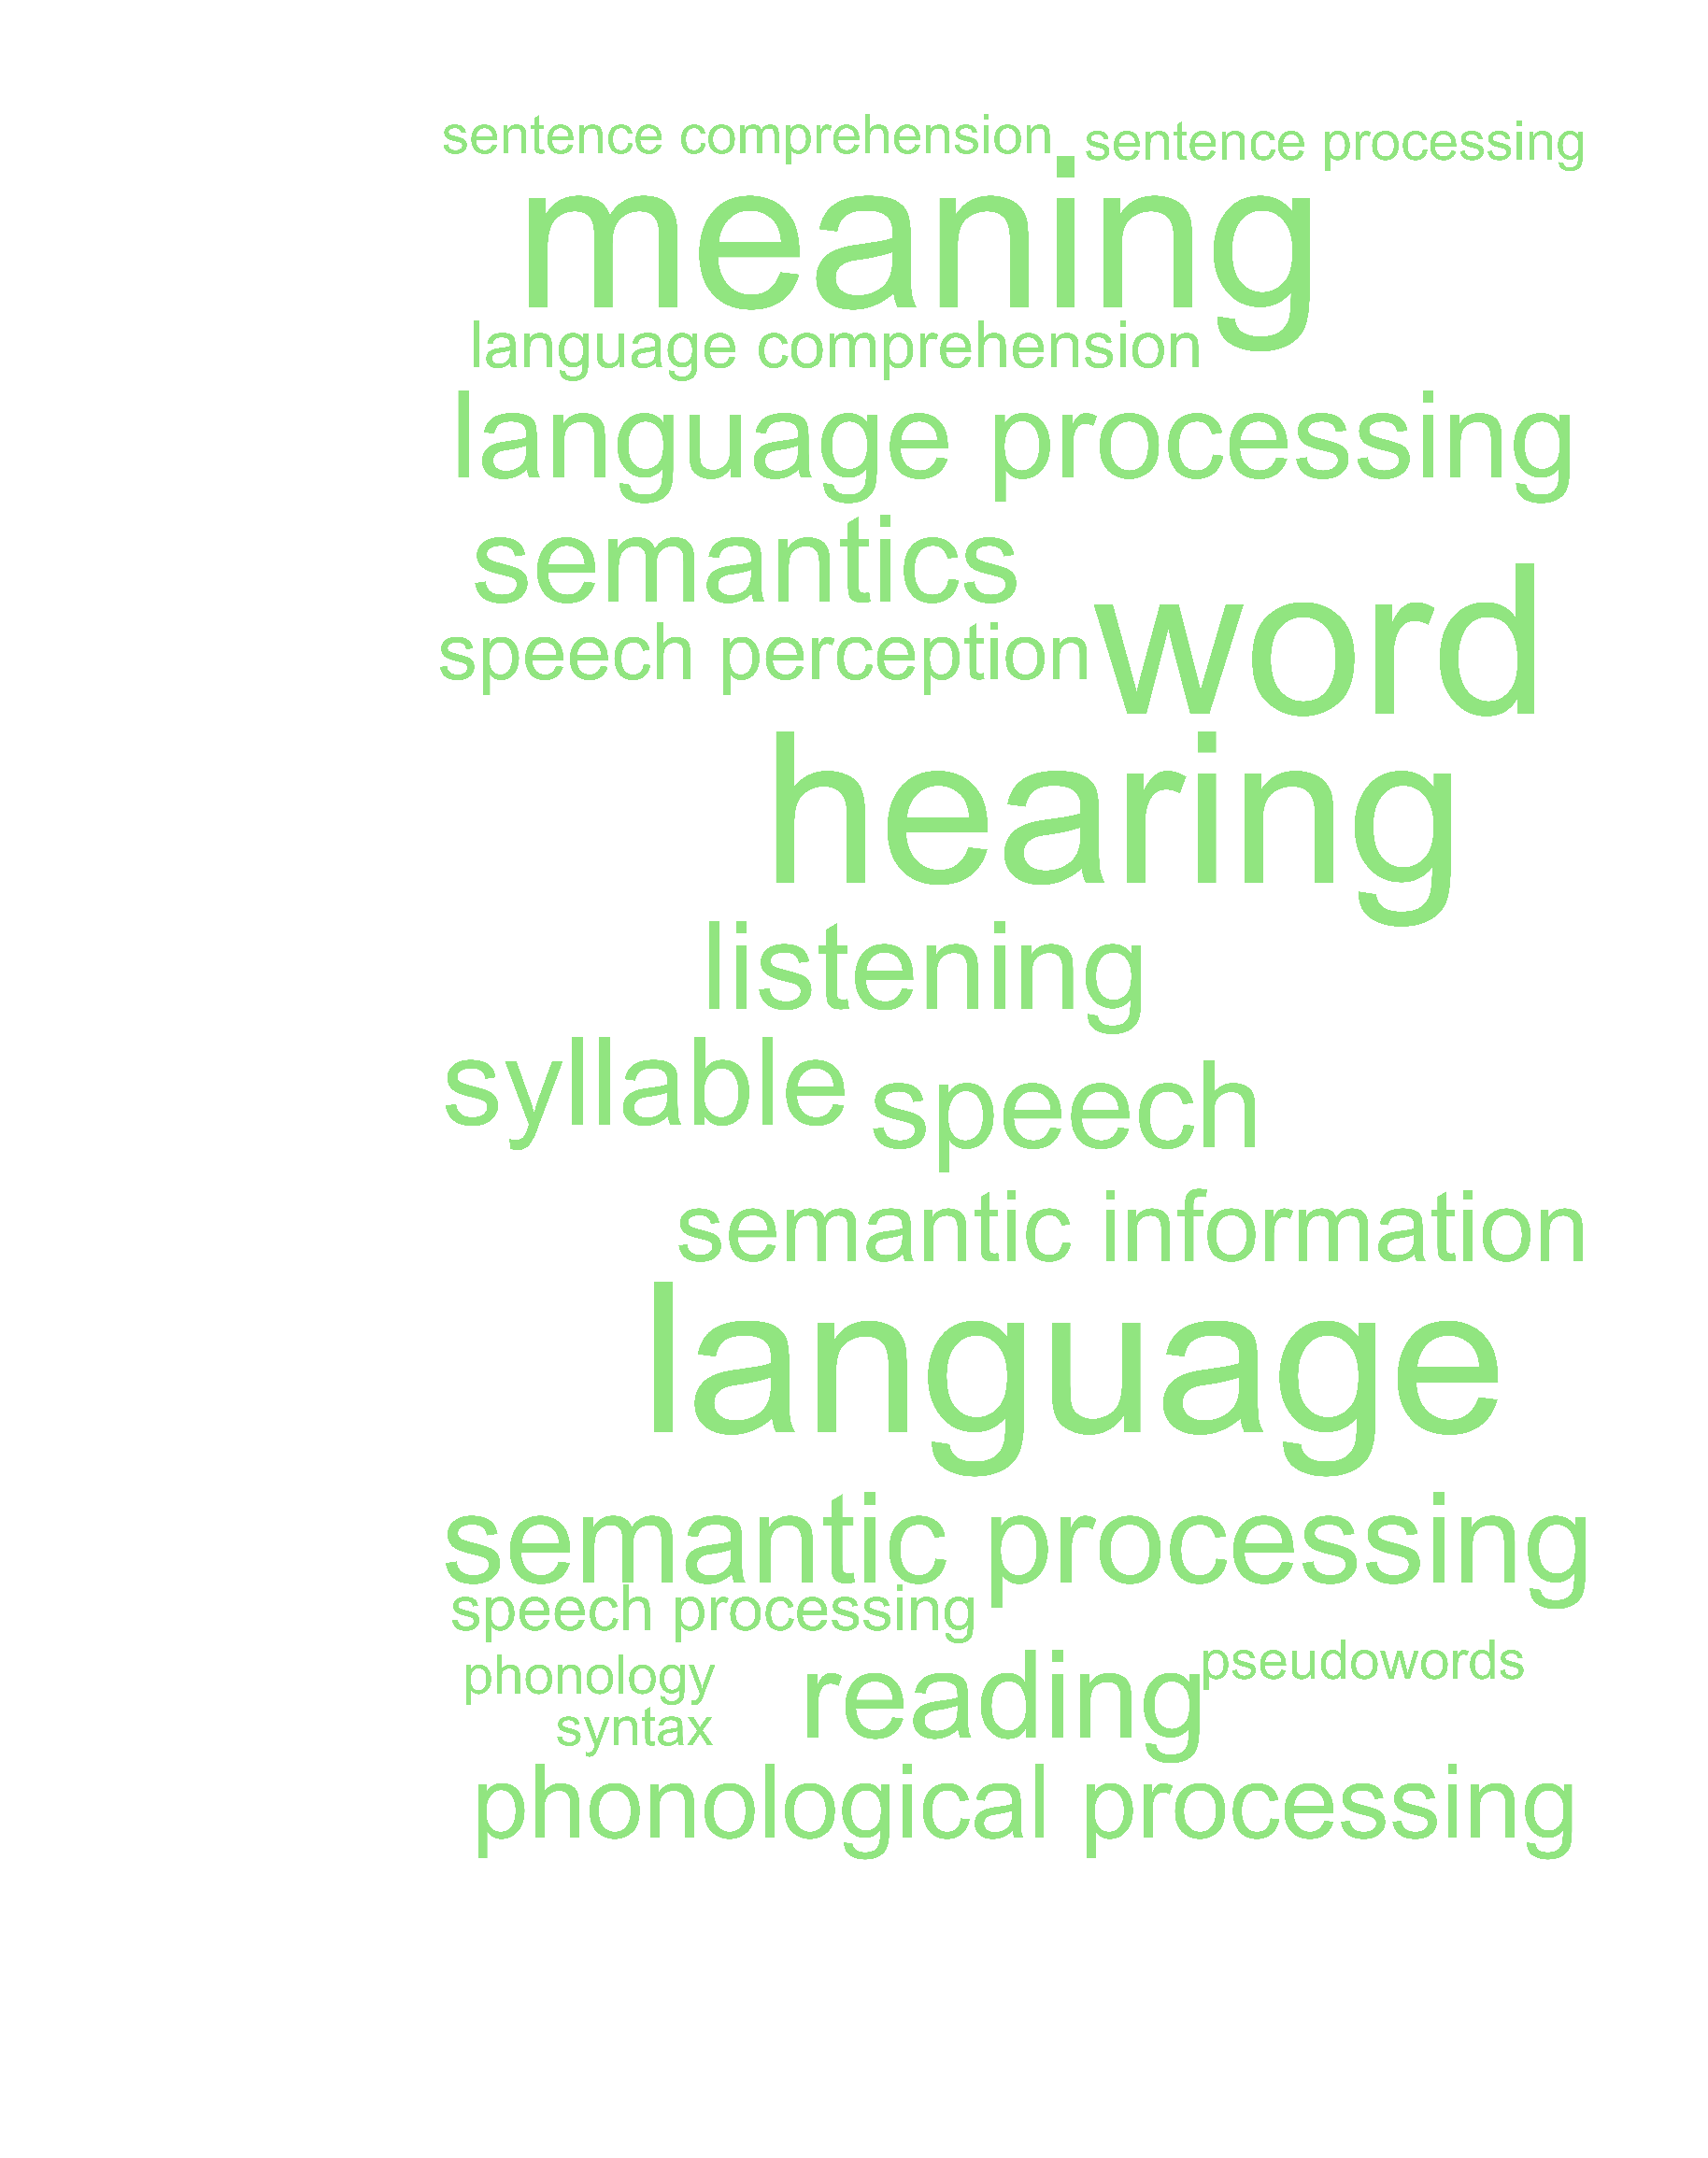 sentence comprehension sentence processing
meaning
language comprehension
language processing
semantics
speech perception word
hearing
listening
syllable speech
semantic information
language
semantic processing
speech processing
phonology reading pseudowords
syntax
phonological processing